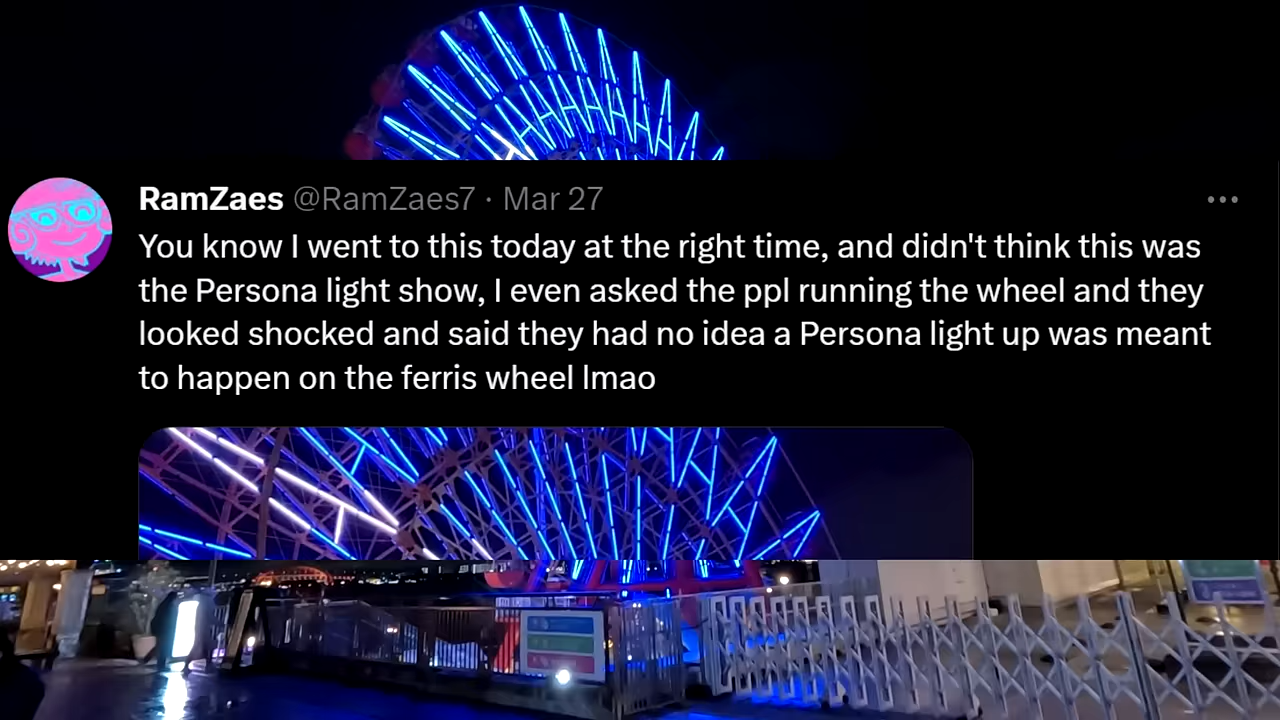 RamZaes @RamZaes7 · Mar 27
You know I went to this today at the right time, and didn't think this was
the Persona light show, I even asked the ppl running the wheel and they
looked shocked and said they had no idea a Persona light up was meant
to happen on the ferris wheel lmao